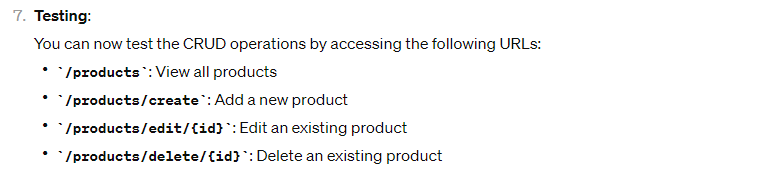 7. Testing:
You can now test the CRUD operations by accessing the following URLs:
• `/products`: View all products
• `/products/create`: Add a new product
• `/products/edit/{id}`: Edit an existing product
• `/products/delete/{id}`: Delete an existing product